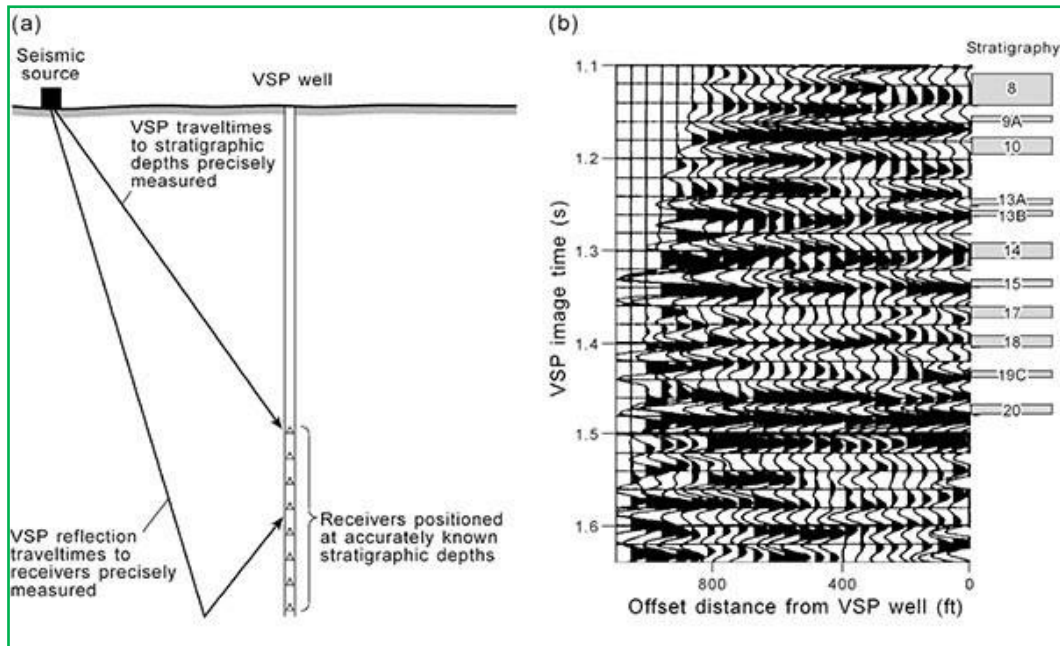 (a)
Seismic
source
VSP well
VSP traveltimes
to stratigraphic
depths precisely
measured
VSP reflection
traveltimes to
receivers precisely
measured
Receivers positioned
at accurately known
stratigraphic depths
(b)
Stratigraphy
VSP image time (s)
1.1
1.2
1.3
1.4
1.5
1.6
8
9A
10
13A
13B
14
15
17
18
19C
20
800
400
0
Offset distance from VSP well (ft)